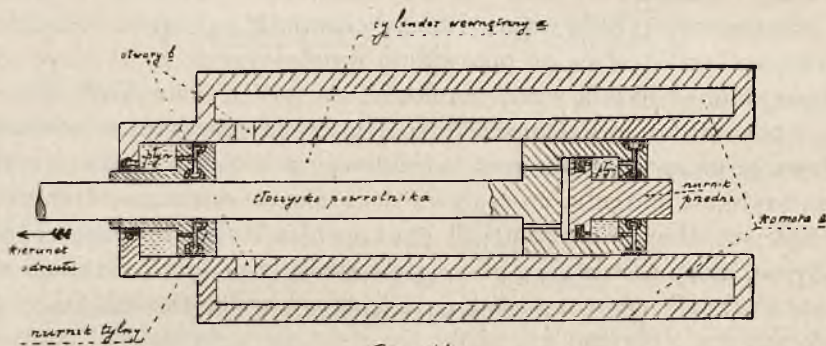 cylinder wewnętrzny a
otwory b
tłoczysko powrotnika
nurnik
przedni
komora a
kierunek
odrzutu
nurnik tylny